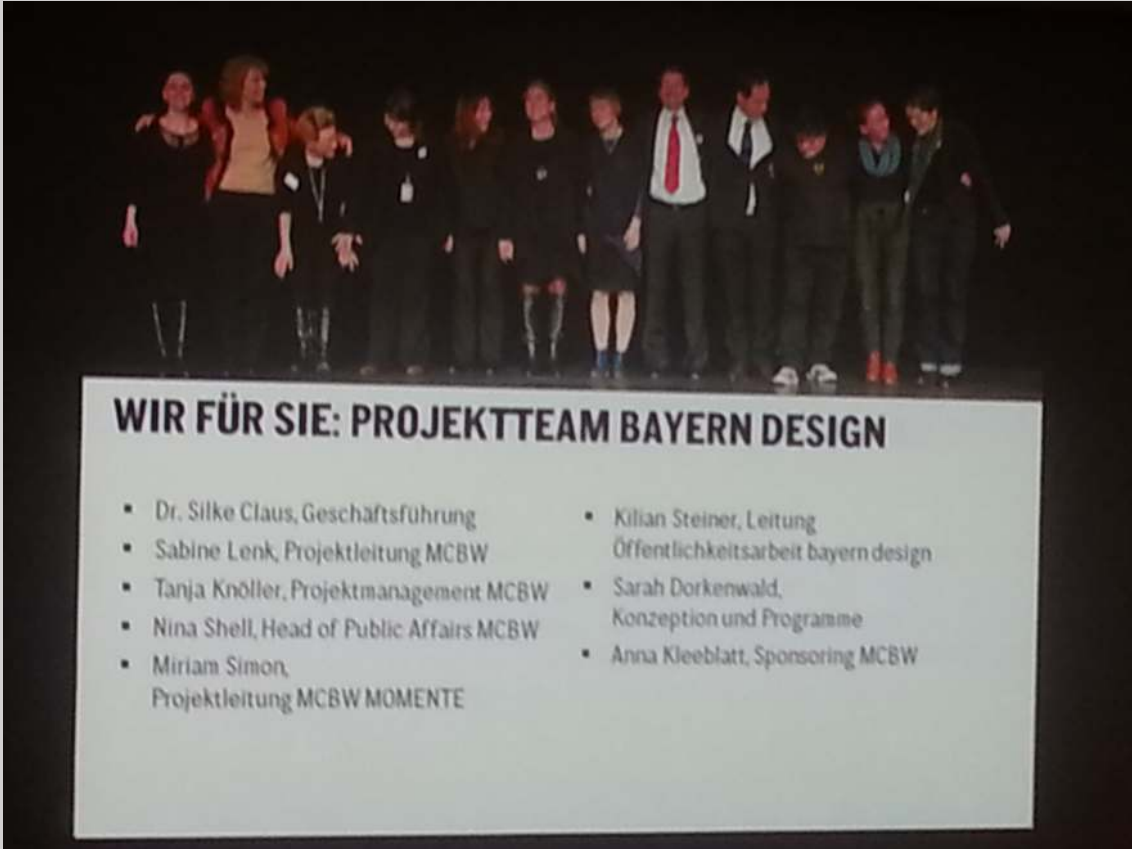 WIR FÜR SIE: PROJEKTTEAM BAYERN DESIGN
▪ Dr. Silke Claus, Geschäftsführung
▪ Sabine Lenk, Projektleitung MCBW
▪ Tanja Knöller, Projektmanagement MCBW
▪ Nina Shell, Head of Public Affairs MCBW
▪ Miriam Simon,
Projektleitung MCBW MOMENTE
▪ Kilian Steiner, Leitung
Öffentlichkeitsarbeit bayern design
▪ Sarah Dorkenwald,
Konzeption und Programme
▪ Anna Kleeblatt, Sponsoring MCBW